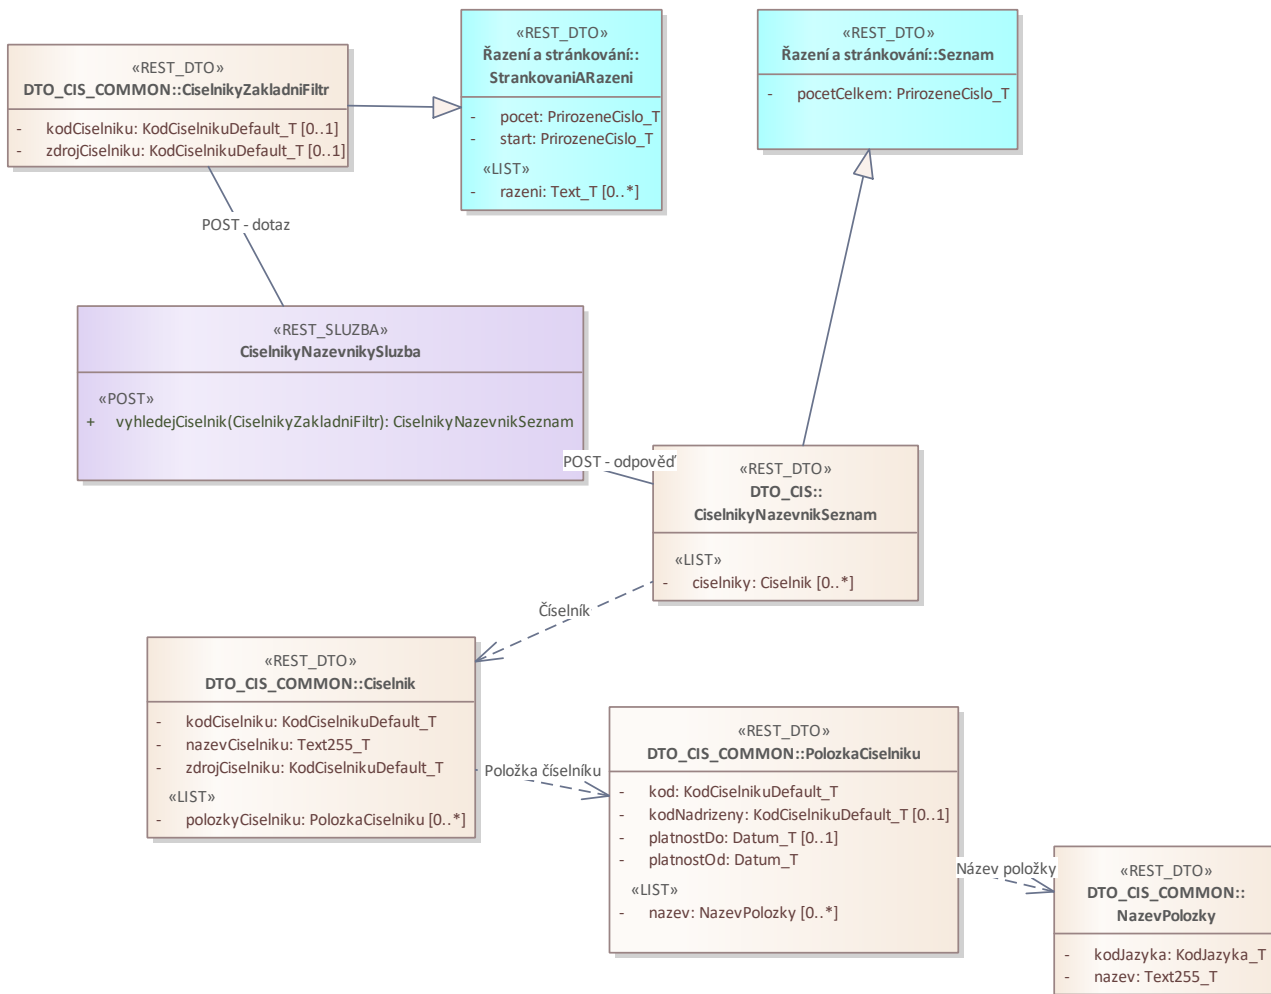 «REST_DTO»
DTO_CIS_COMMON::CiselnikyZakladniFiltr
- kodCiselniku: KodCiselnikuDefault_T [0..1]
- zdrojCiselniku: KodCiselnikuDefault_T [0..1]
«REST_DTO»
Řazení a stránkování::
StrankovaniARazeni
- pocet: PrirozeneCislo_T
- start: PrirozeneCislo_T
«LIST»
- razeni: Text_T [0..*]
«REST_DTO»
Řazení a stránkování::Seznam
- pocetCelkem: PrirozeneCislo_T
POST - dotaz
«REST_SLUZBA»
CiselnikyNazevnikySluzba
«POST»
+ vyhledejCiselnik(CiselnikyZakladniFiltr): CiselnikyNazevnikSeznam
POST - odpověď
«REST_DTO»
DTO_CIS::
CiselnikyNazevnikSeznam
«LIST»
- ciselniky: Ciselnik [0..*]
Číselník
«REST_DTO»
DTO_CIS_COMMON::Ciselnik
- kodCiselniku: KodCiselnikuDefault_T
- nazevCiselniku: Text255_T
- zdrojCiselniku: KodCiselnikuDefault_T
«LIST»
- polozkyCiselniku: PolozkaCiselniku [0..*]
Položka číselníku
«REST_DTO»
DTO_CIS_COMMON::PolozkaCiselniku
- kod: KodCiselnikuDefault_T
- kodNadrizeny: KodCiselnikuDefault_T [0..1]
- platnostDo: Datum_T [0..1]
- platnostOd: Datum_T
«LIST»
- nazev: NazevPolozky [0..*]
Název položky
«REST_DTO»
DTO_CIS_COMMON::
NazevPolozky
- kodJazyka: KodJazyka_T
- nazev: Text255_T